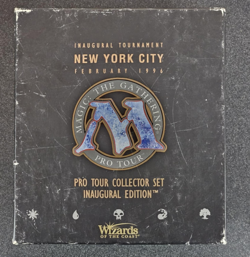 INAUGURAL TOURNAMENT
NEW YORK CITY
FEBRUARY 1996
MAGIC: THE GATHERING
M
PRO TOUR
PRO TOUR COLLECTOR SET
INAUGURAL EDITION™
Wizards
OF THE COAST